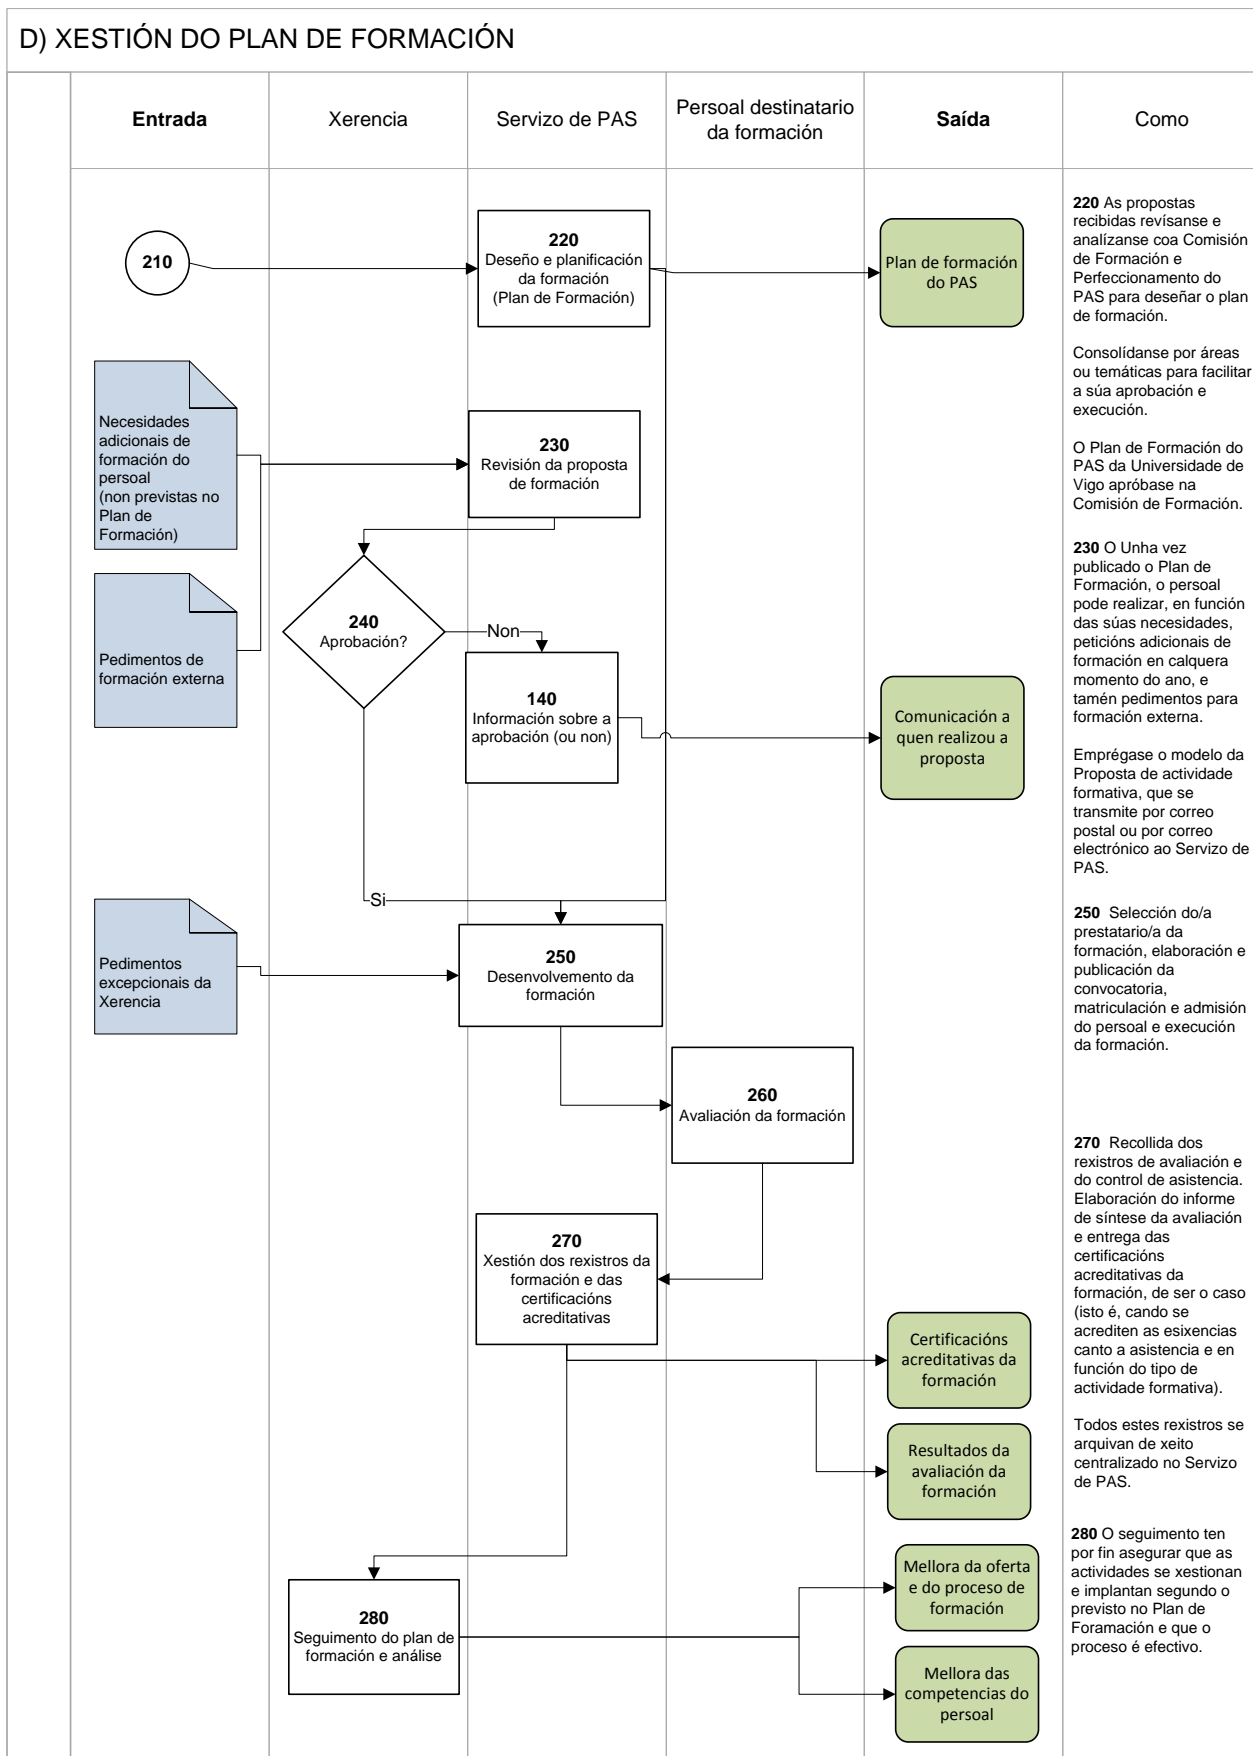 D) XESTIÓN DO PLAN DE FORMACIÓN
Entrada
Xerencia
Servizo de PAS
Persoal destinatario
da formación
Saída
Como
210
220
Deseño e planificación
da formación
(Plan de Formación)
Plan de formación
do PAS
Necesidades
adicionais de
formación do
persoal
(non previstas no
Plan de
Formación)
230
Revisión da proposta
de formación
Pedimentos de
formación externa
240
Aprobación?
Non
140
Información sobre a
aprobación (ou non)
Comunicación a
quen realizou a
proposta
Si
Pedimentos
excepcionais da
Xerencia
250
Desenvolvemento da
formación
260
Avaliación da formación
270
Xestión dos rexistros da
formación e das
certificacións
acreditativas
Certificacións
acreditativas da
formación
Resultados da
avaliación da
formación
280
Seguimento do plan de
formación e análise
Mellora da oferta
e do proceso de
formación
Mellora das
competencias do
persoal
220 As propostas
recibidas revísanse e
analízanse coa Comisión
de Formación e
Perfeccionamento do
PAS para deseñar o plan
de formación.
Consolídanse por áreas
ou temáticas para facilitar
a súa aprobación e
execución.
O Plan de Formación do
PAS da Universidade de
Vigo apróbase na
Comisión de Formación.
230 O Unha vez
publicado o Plan de
Formación, o persoal
pode realizar, en función
das súas necesidades,
peticións adicionais de
formación en calquera
momento do ano, e
tamén pedimentos para
formación externa.
Emprégase o modelo da
Proposta de actividade
formativa, que se
transmite por correo
postal ou por correo
electrónico ao Servizo de
PAS.
250 Selección do/a
prestatario/a da
formación, elaboración e
publicación da
convocatoria,
matriculación e admisión
do persoal e execución
da formación.
270 Recollida dos
rexistros de avaliación e
do control de asistencia.
Elaboración do informe
de síntese da avaliación
e entrega das
certificacións
acreditativas da
formación, de ser o caso
(isto é, cando se
acrediten as esixencias
canto a asistencia e en
función do tipo de
actividade formativa).
Todos estes rexistros se
arquivan de xeito
centralizado no Servizo
de PAS.
280 O seguimento ten
por fin asegurar que as
actividades se xestionan
e implantan segundo o
previsto no Plan de
Foramación e que o
proceso é efectivo.